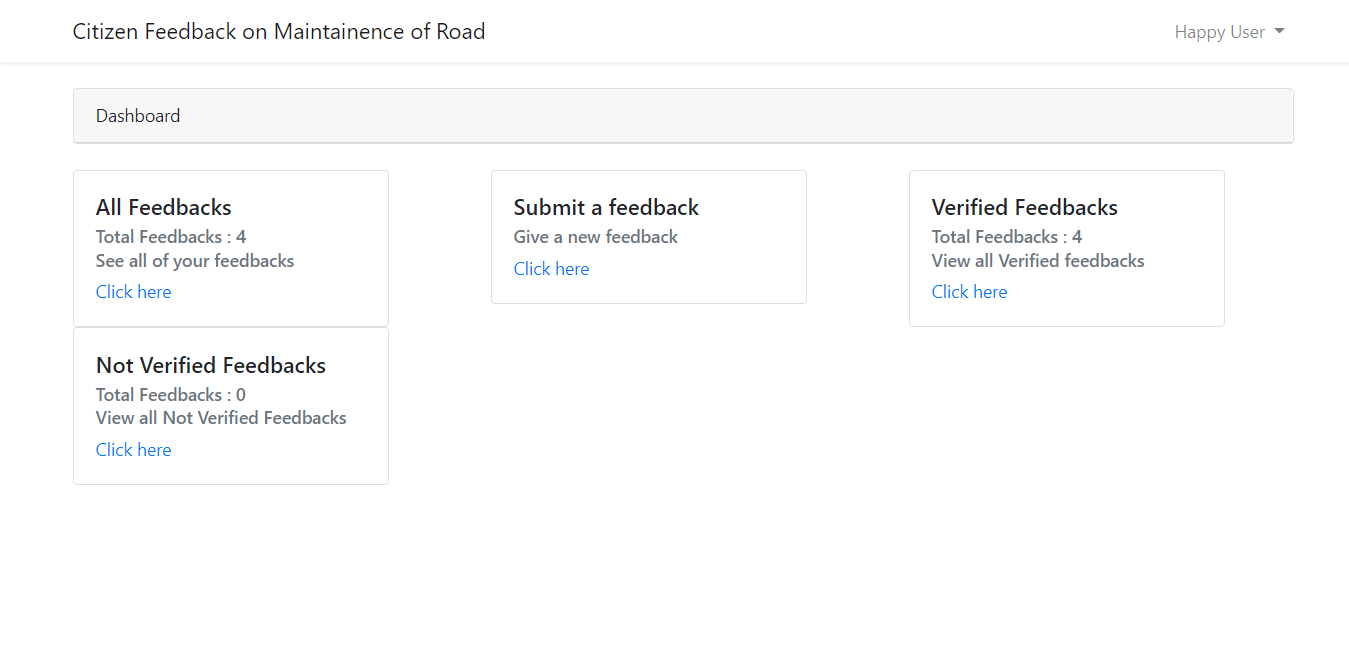 Citizen Feedback on Maintainence of Road
Happy User
Dashboard
All Feedbacks
Total Feedbacks : 4
See all of your feedbacks
Click here
Submit a feedback
Give a new feedback
Click here
Verified Feedbacks
Total Feedbacks : 4
View all Verified feedbacks
Click here
Not Verified Feedbacks
Total Feedbacks : 0
View all Not Verified Feedbacks
Click here